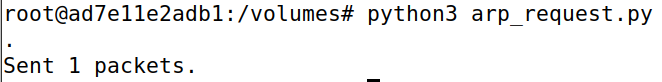 root@ad7e11e2adb1:/volumes# python3 arp_request.py
.
Sent 1 packets.